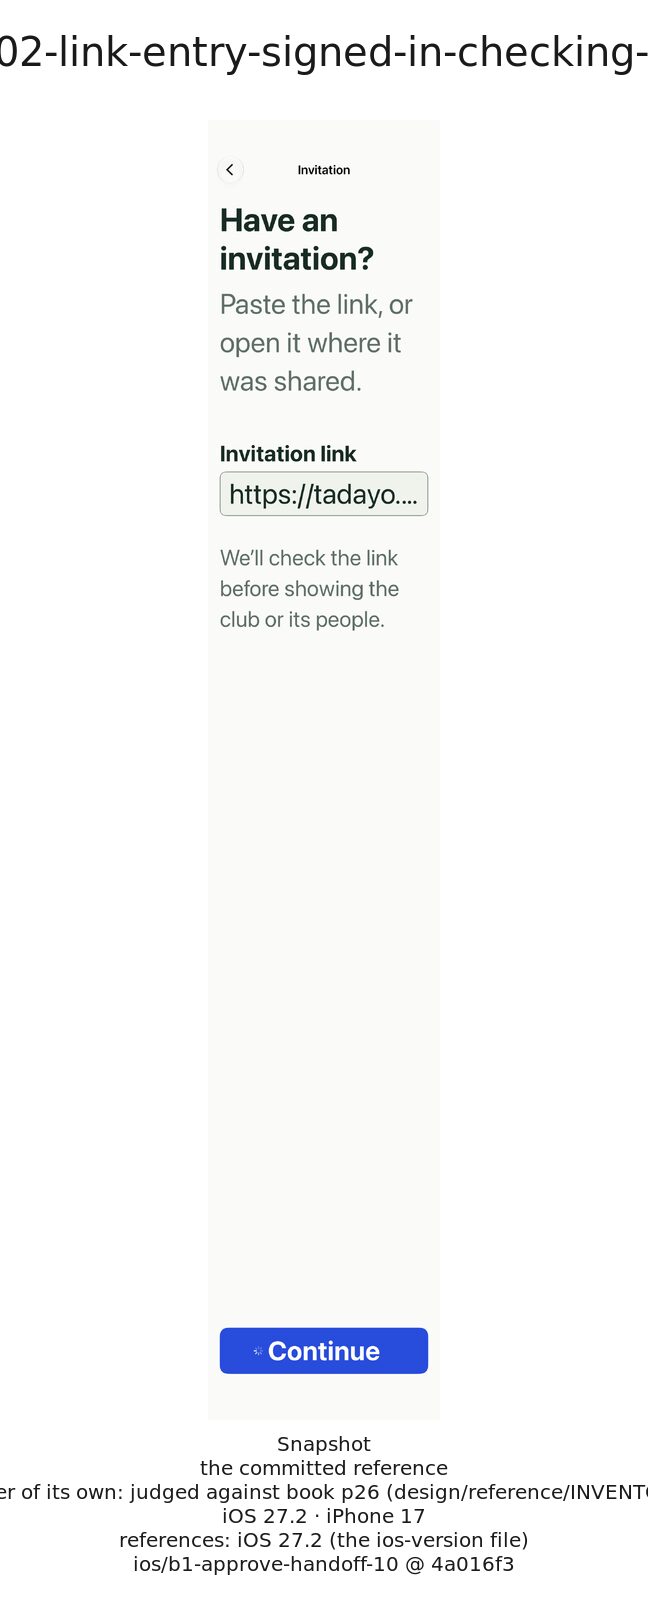 02-link-entry-signed-in-checking-
Invitation
Have an
invitation?
Paste the link, or
open it where it
was shared.
Invitation link
https://tadayo....
We’ll check the link
before showing the
club or its people.
Continue
Snapshot
the committed reference
er of its own: judged against book p26 (design/reference/INVENTO
iOS 27.2 · iPhone 17
references: iOS 27.2 (the ios-version file)
ios/b1-approve-handoff-10 @ 4a016f3